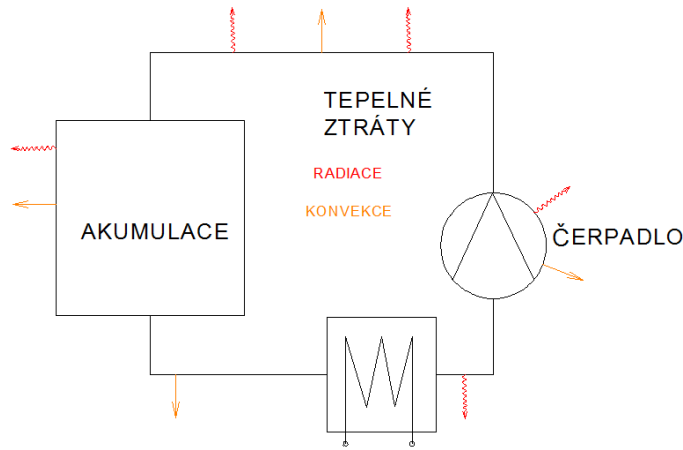 TEPELNÉ
ZTRÁTY
RADIACE
KONVEKCE
AKUMULACE
ČERPADLO